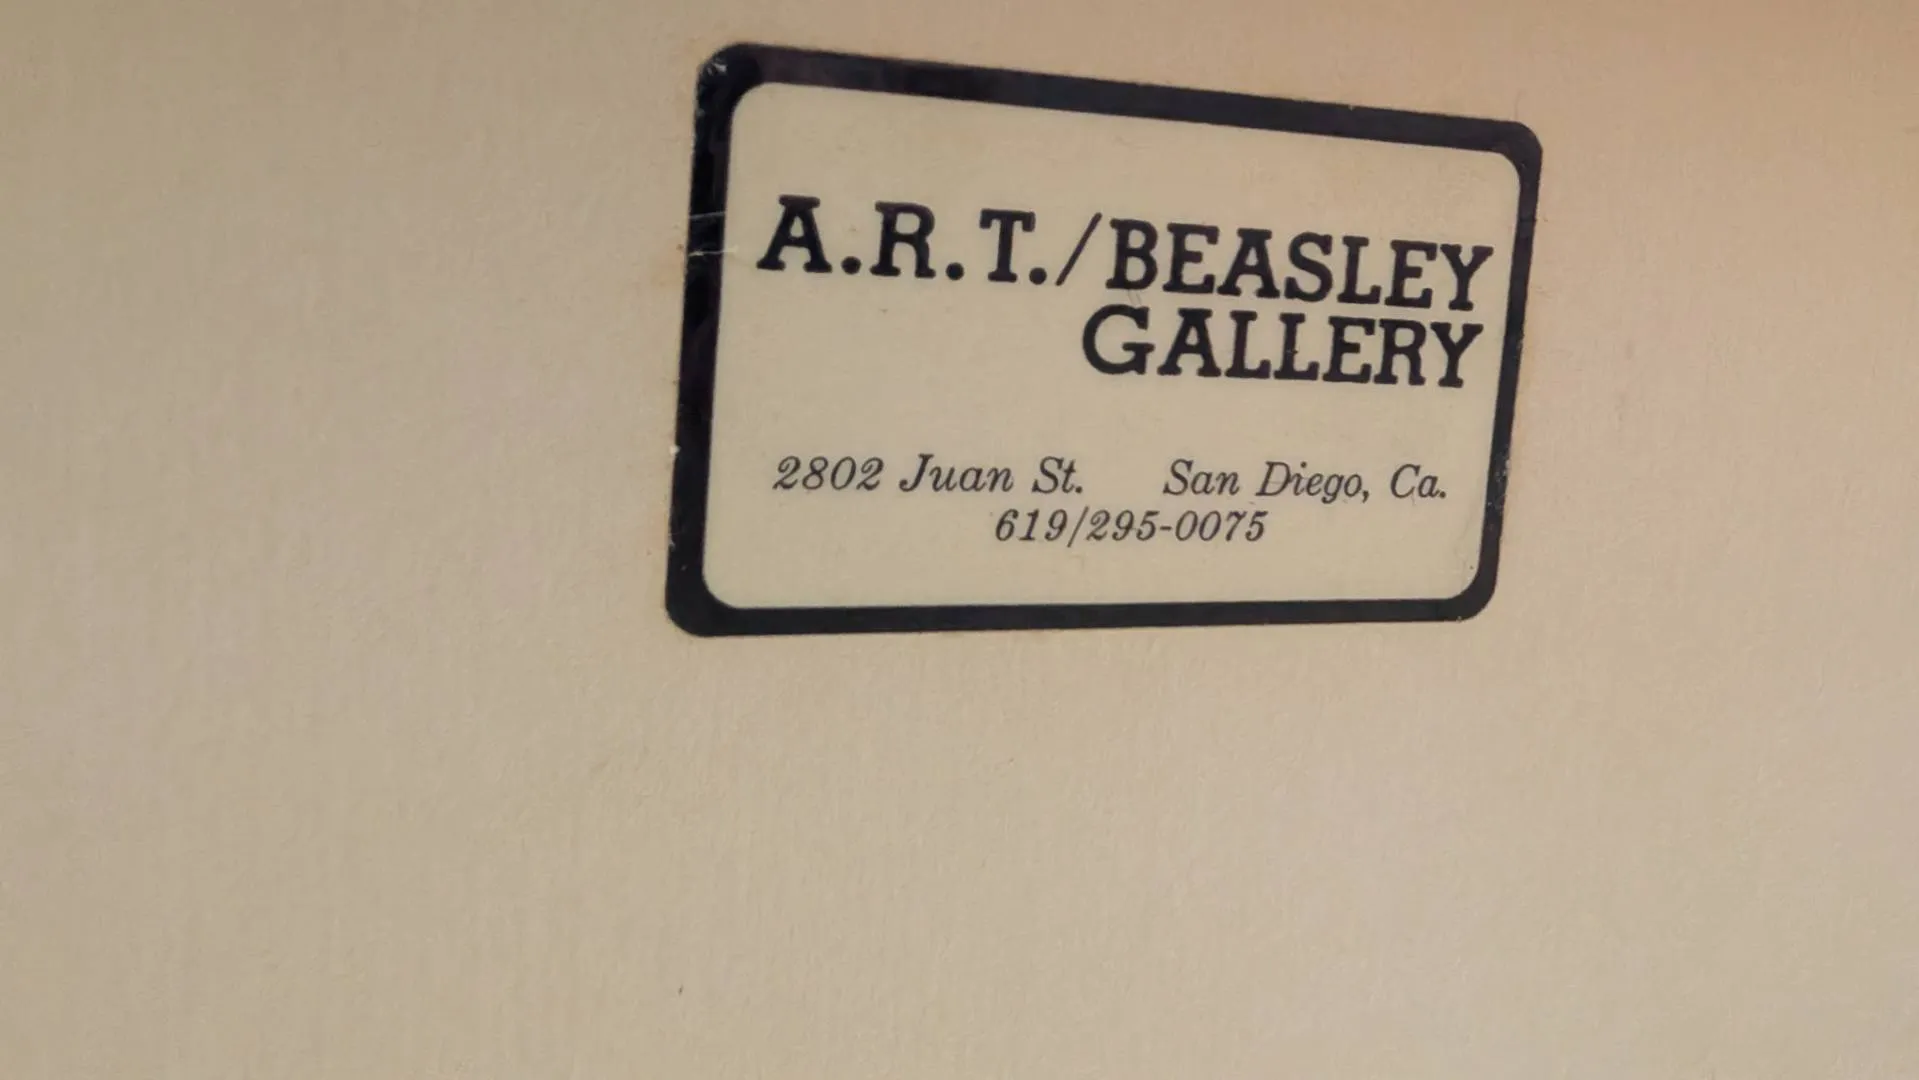 A.R.T./BEASLEY
GALLERY
2802 Juan St. San Diego, Ca.
619/295-0075